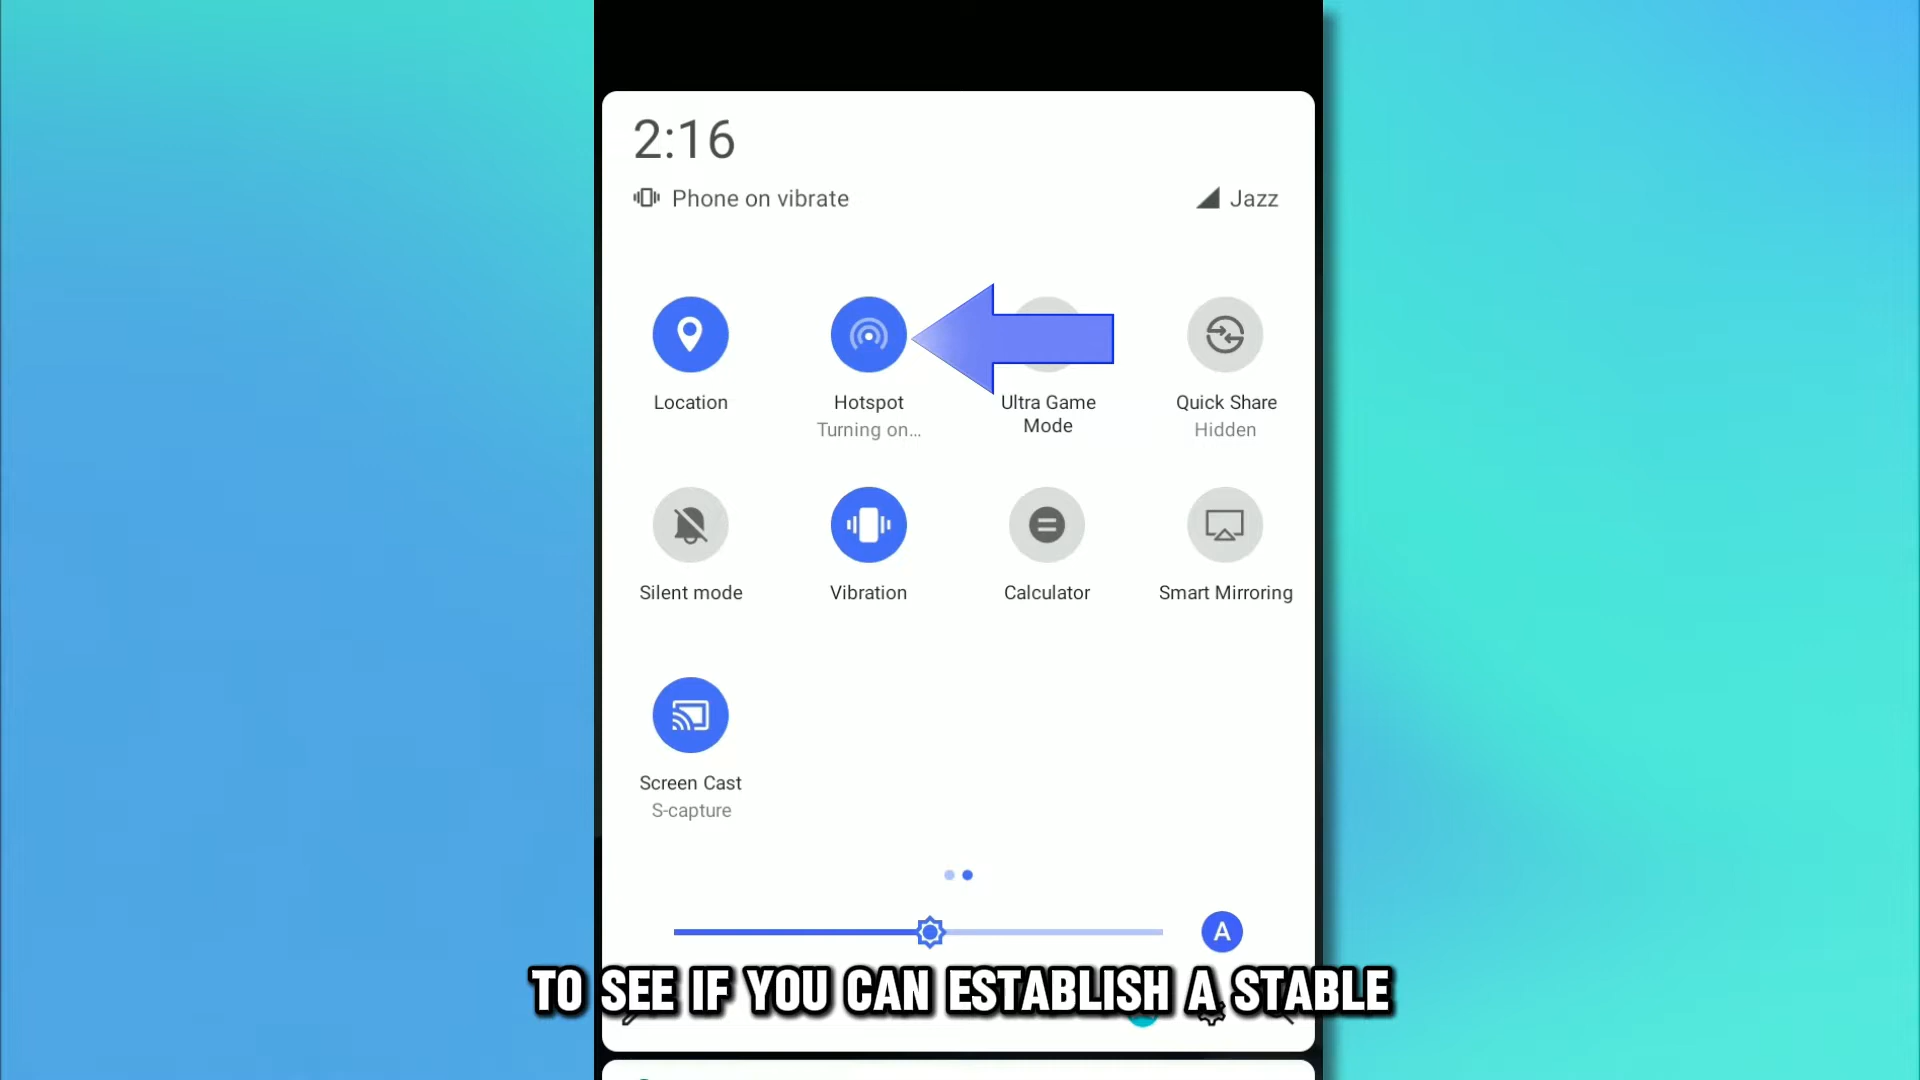 2:16
Phone on vibrate
Jazz
Location
Hotspot
Turning on...
Ultra Game
Mode
Quick Share
Hidden
Silent mode
Vibration
Calculator
Smart Mirroring
Screen Cast
S-capture
A
TO SEE IF YOU CAN ESTABLISH A STABLE